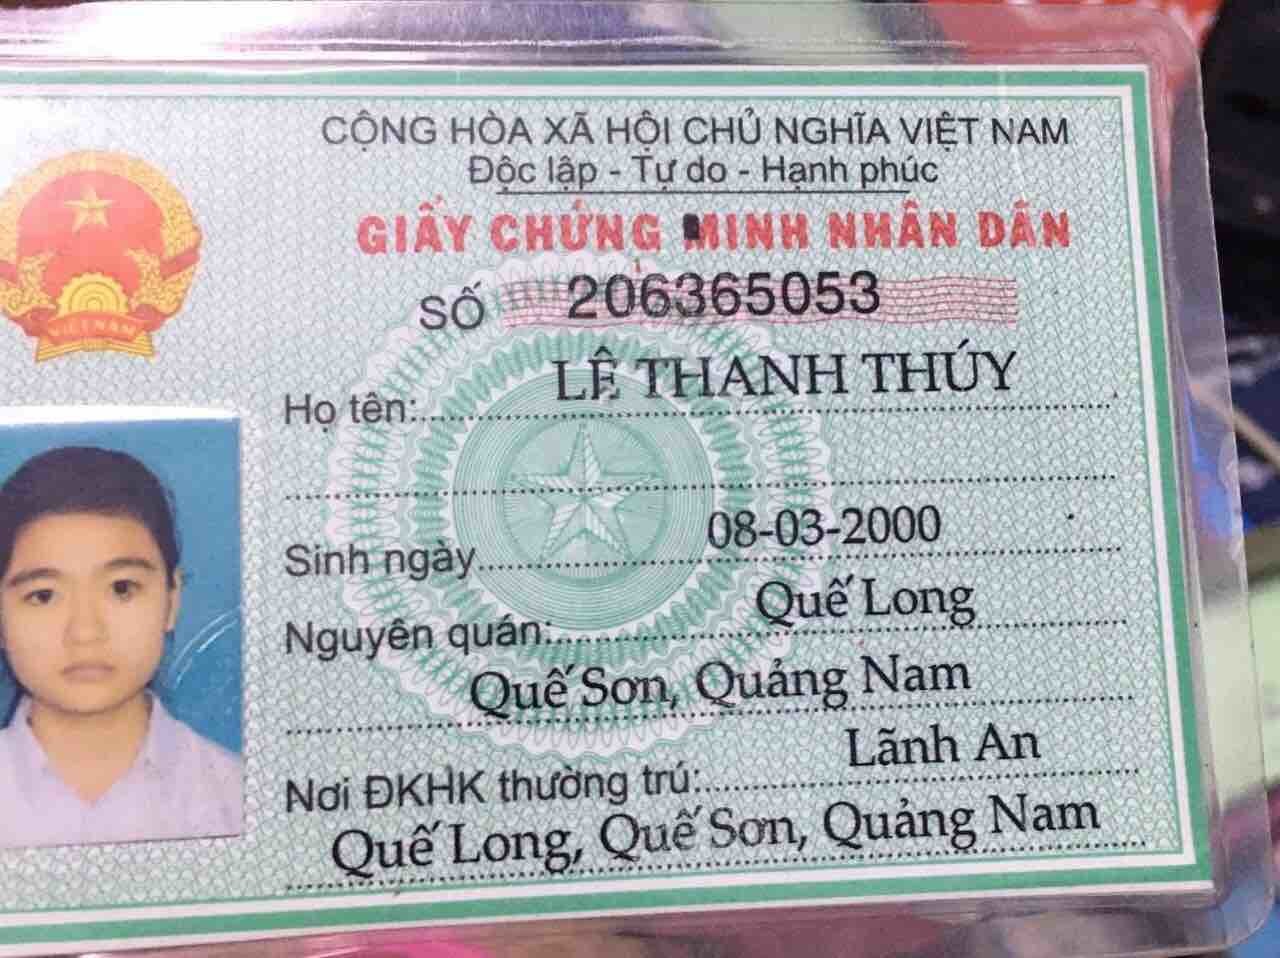 CỘNG HÒA XÃ HỘI CHỦ NGHĨA VIỆT NAM
Độc lập - Tự do - Hạnh phúc
GIẤY CHỨNG MINH NHÂN DÂN
SỐ 206365053
VIỆT NAM
Họ tên: LÊ THANH THÚY
Sinh ngày 08-03-2000
Nguyên quán: Quế Long
Quế Sơn, Quảng Nam
Nơi ĐKHK thường trú: Lãnh An
Quế Long, Quế Sơn, Quảng Nam